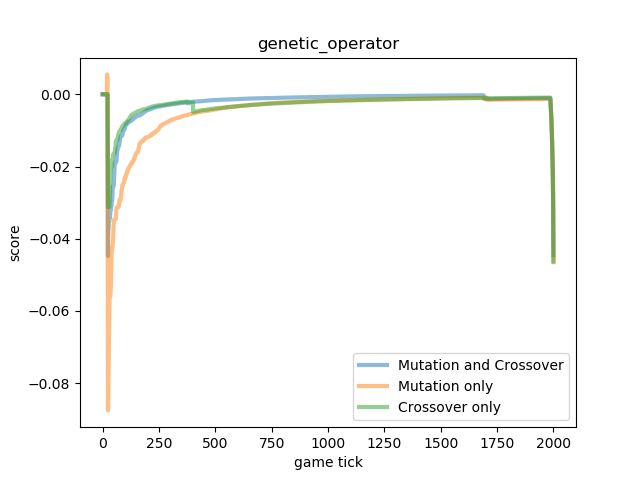 genetic_operator
0.00
−0.02
−0.04
−0.06
−0.08
score
Mutation and Crossover
Mutation only
Crossover only
0 250 500 750 1000 1250 1500 1750 2000
game tick